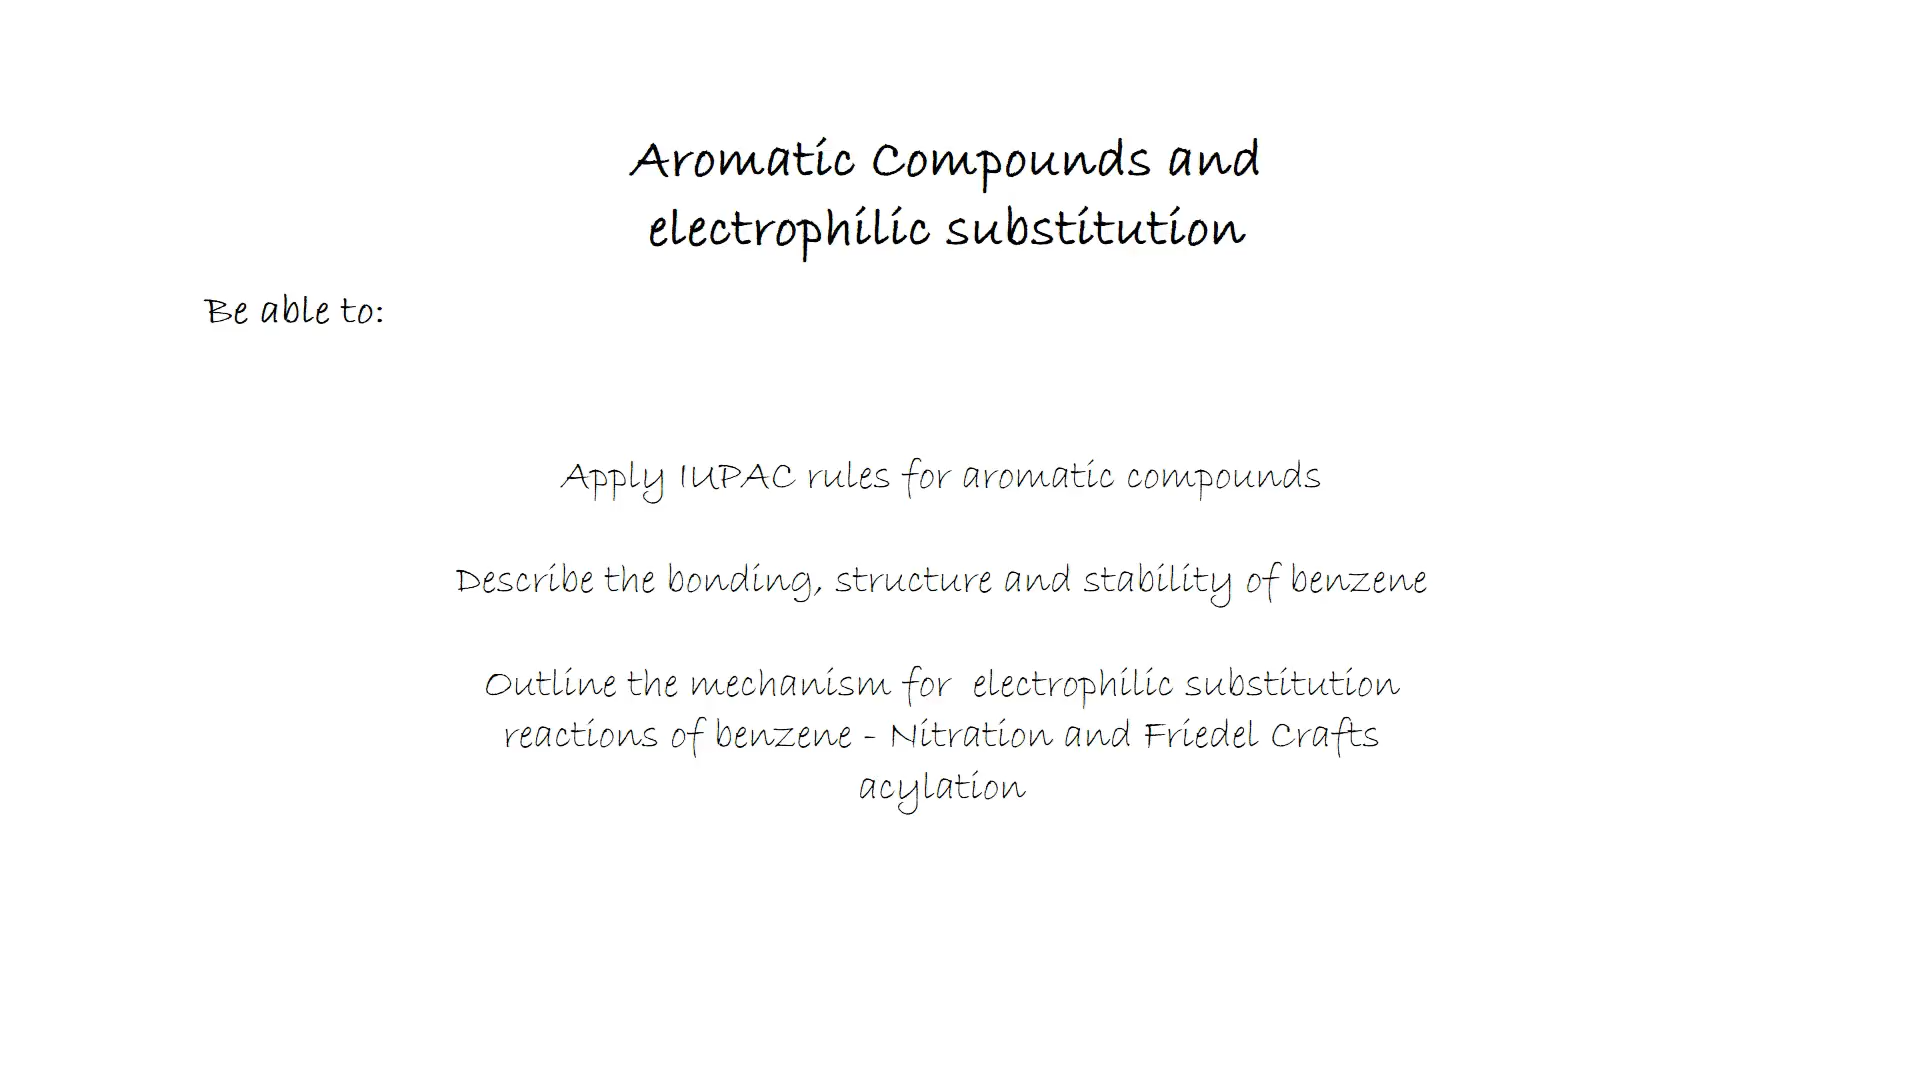 Aromatic Compounds and
electrophilic substitution
Be able to:
Apply IUPAC rules for aromatic compounds
Describe the bonding, structure and stability of benzene
Outline the mechanism for  electrophilic substitution
reactions of benzene - Nitration and Friedel Crafts
acylation